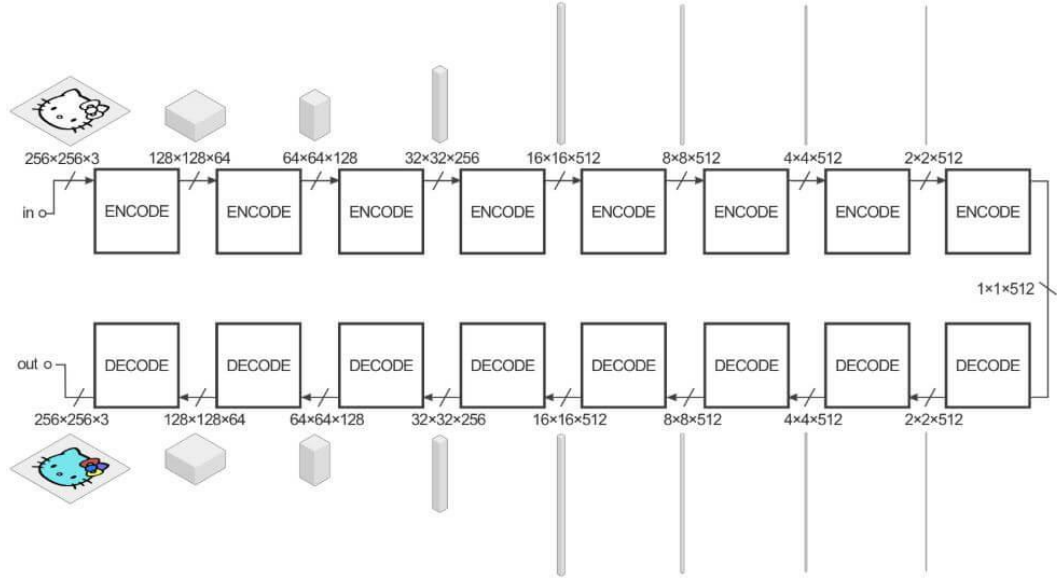 256×256×3 128×128×64 64×64×128 32×32×256 16×16×512 8×8×512 4×4×512 2×2×512
in ENCODE ENCODE ENCODE ENCODE ENCODE ENCODE ENCODE ENCODE
1×1×512
out DECODE DECODE DECODE DECODE DECODE DECODE DECODE DECODE
256×256×3 128×128×64 64×64×128 32×32×256 16×16×512 8×8×512 4×4×512 2×2×512